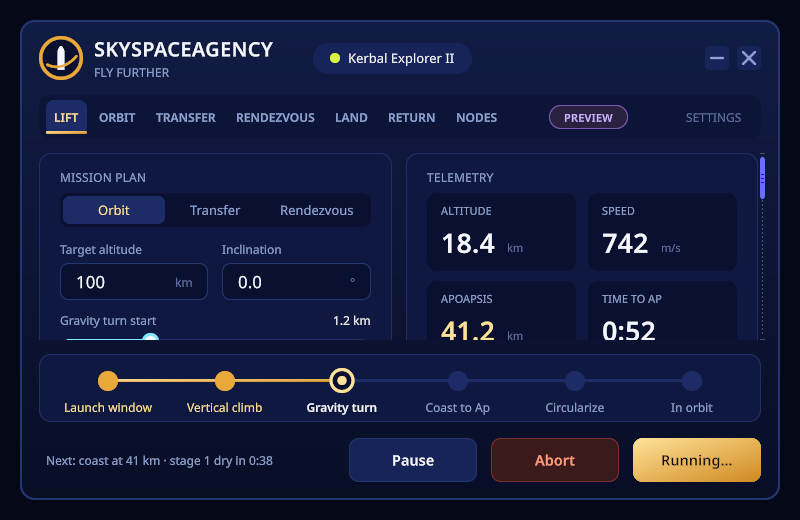 SKYSPACEAGENCY
FLY FURTHER
Kerbal Explorer II
LIFT
ORBIT
TRANSFER
RENDEZVOUS
LAND
RETURN
NODES
PREVIEW
SETTINGS
MISSION PLAN
Orbit
Transfer
Rendezvous
Target altitude
Inclination
100 km
0.0 °
Gravity turn start
1.2 km
TELEMETRY
ALTITUDE
18.4 km
SPEED
742 m/s
APOAPSIS
41.2 km
TIME TO AP
0:52
Launch window
Vertical climb
Gravity turn
Coast to Ap
Circularize
In orbit
Next: coast at 41 km · stage 1 dry in 0:38
Pause
Abort
Running...